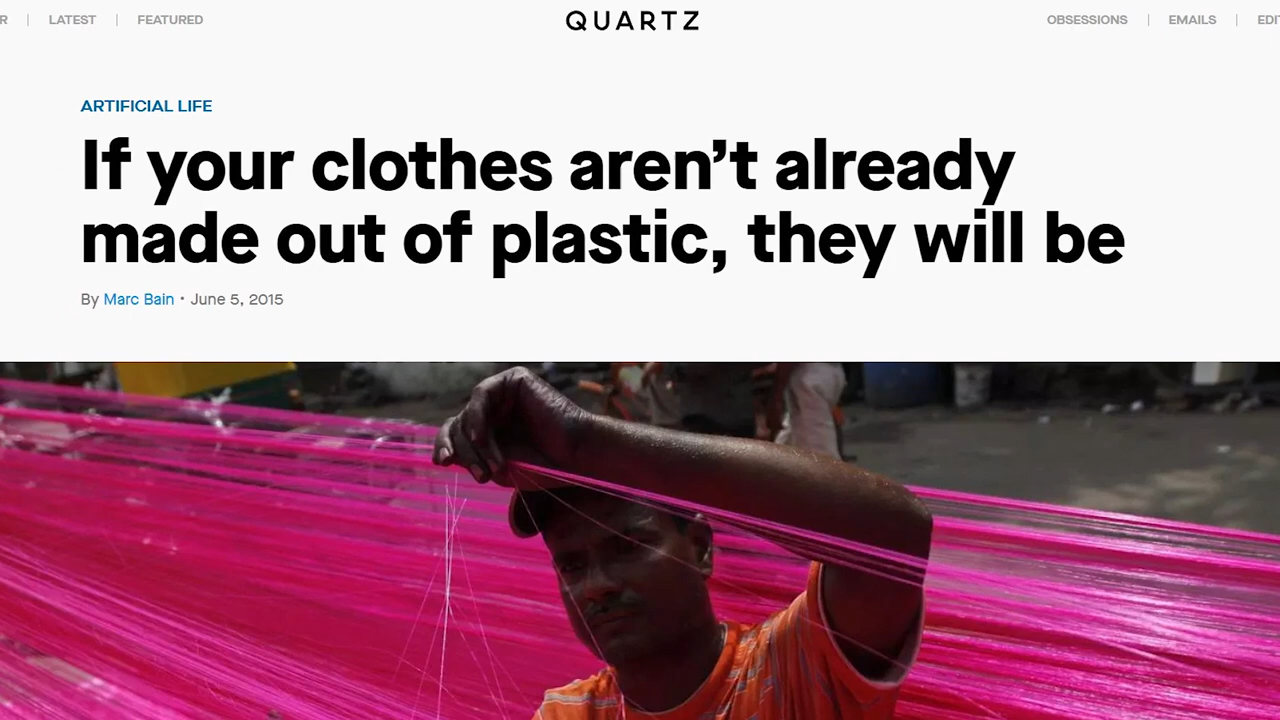 R | LATEST | FEATURED QUARTZ OBSESSIONS | EMAILS | EDIT
ARTIFICIAL LIFE
If your clothes aren’t already
made out of plastic, they will be
By Marc Bain • June 5, 2015